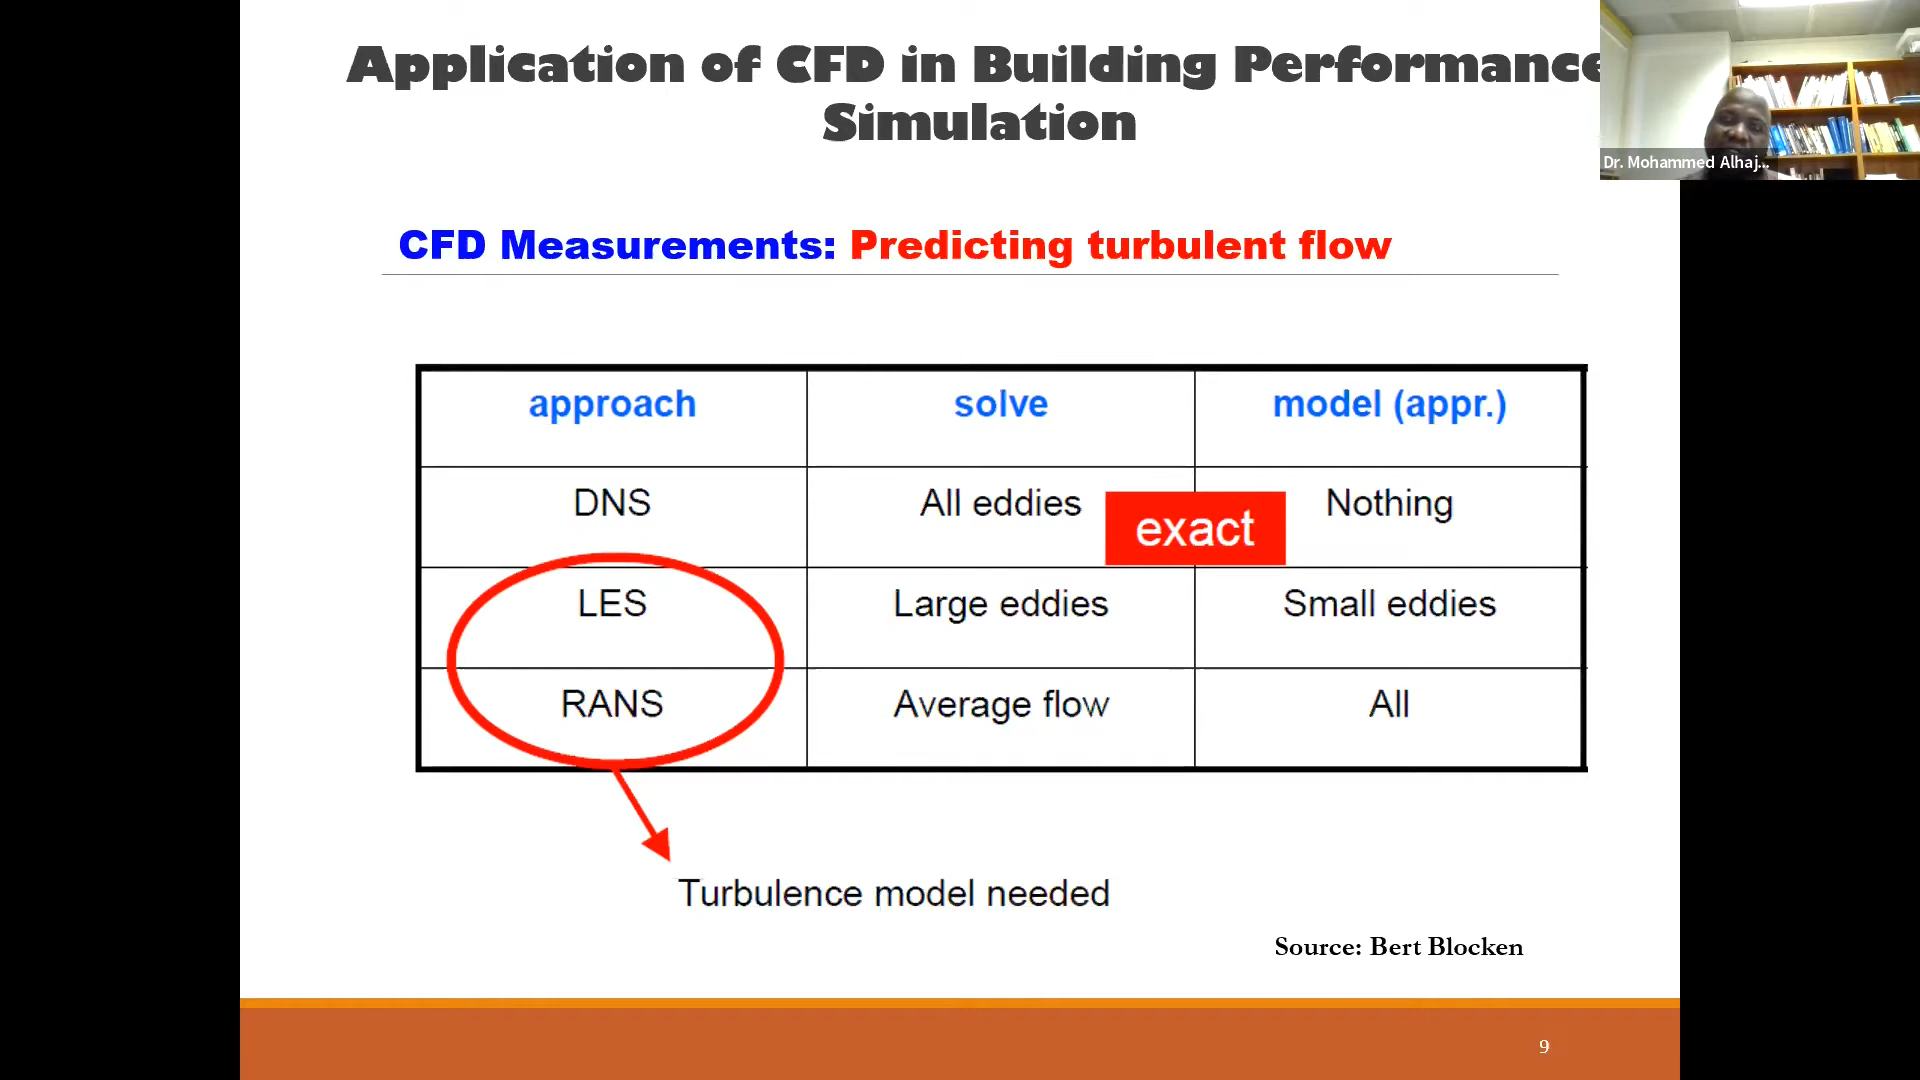 Application of CFD in Building Performance
Simulation
Dr. Mohammed Alhaj...
CFD Measurements: Predicting turbulent flow
approach solve model (appr.)
DNS All eddies Nothing
exact
LES Large eddies Small eddies
RANS Average flow All
Turbulence model needed
Source: Bert Blocken
9